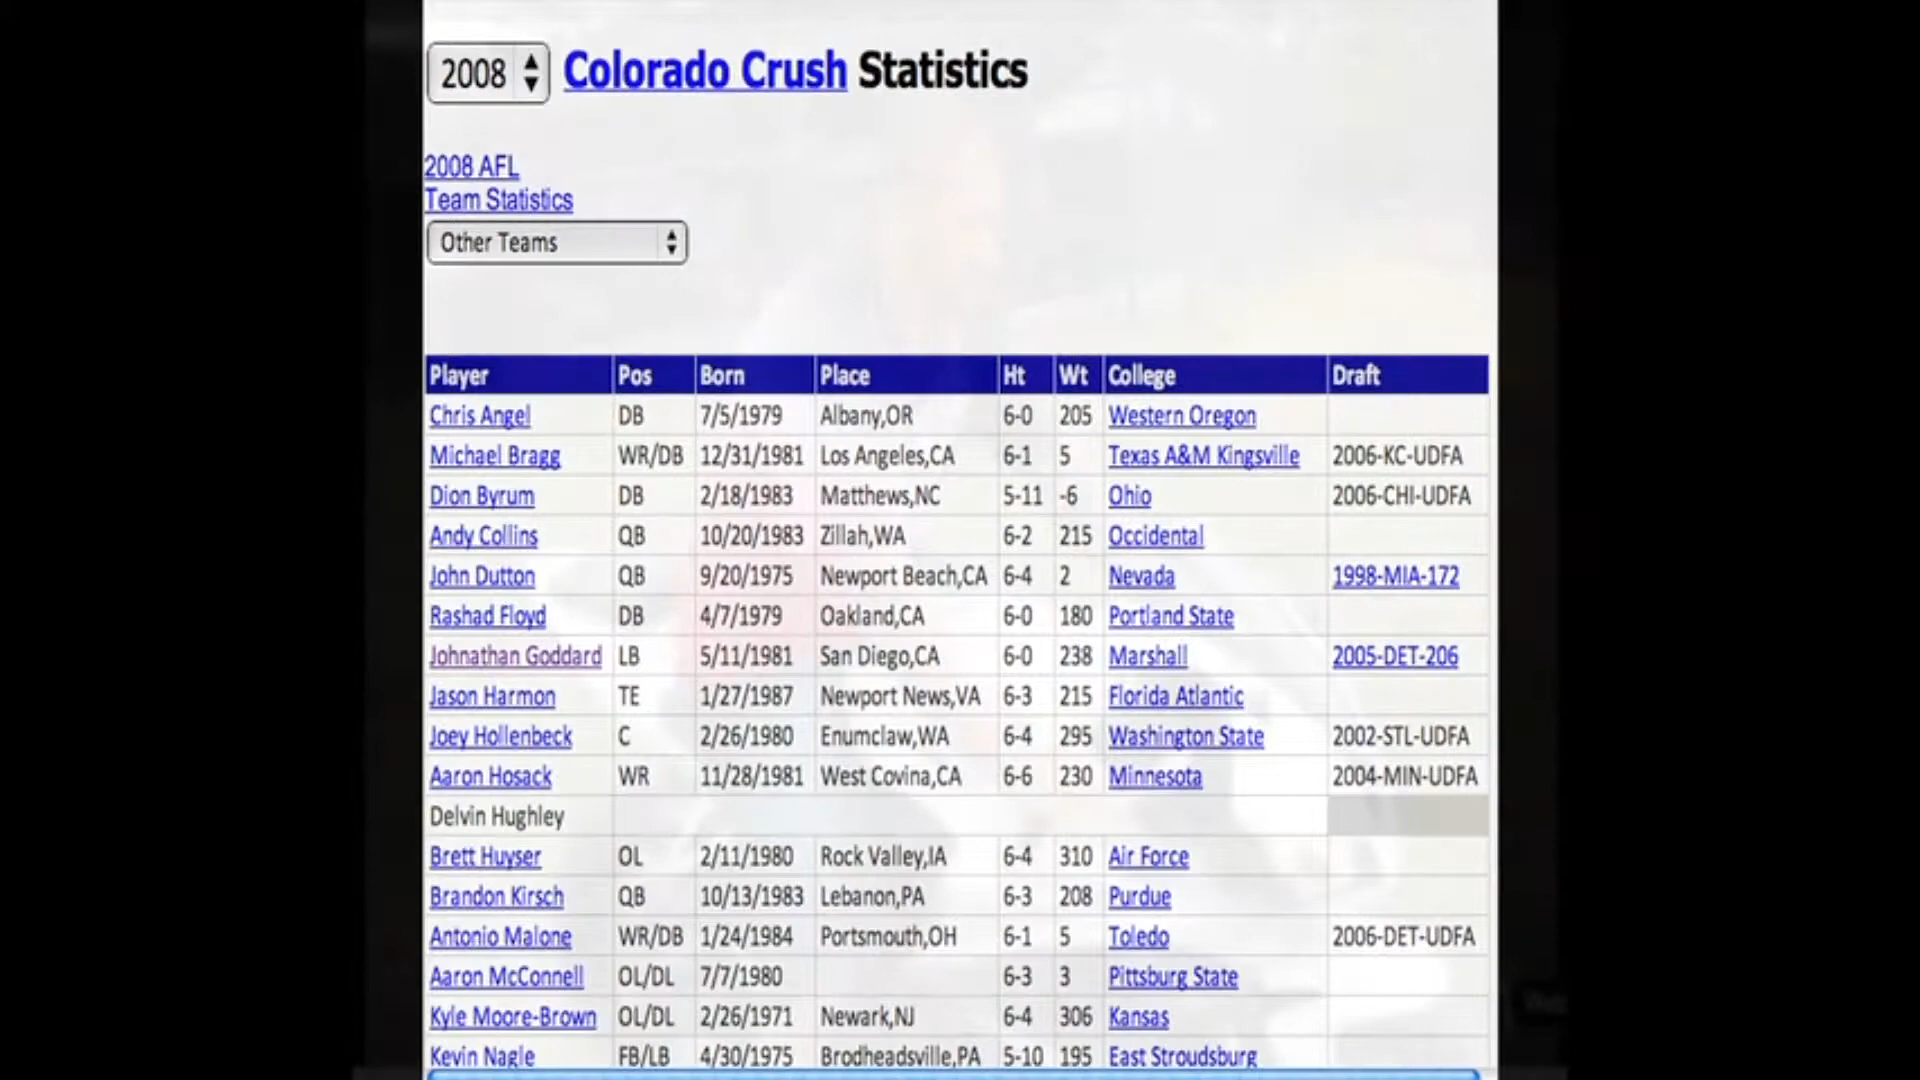 2008 Colorado Crush Statistics
2008 AFL
Team Statistics
Other Teams
Player Pos Born Place Ht Wt College Draft
Chris Angel DB 7/5/1979 Albany,OR 6-0 205 Western Oregon
Michael Bragg WR/DB 12/31/1981 Los Angeles,CA 6-1 5 Texas A&M Kingsville 2006-KC-UDFA
Dion Byrum DB 2/18/1983 Matthews,NC 5-11 -6 Ohio 2006-CHI-UDFA
Andy Collins QB 10/20/1983 Zillah,WA 6-2 215 Occidental
John Dutton QB 9/20/1975 Newport Beach,CA 6-4 2 Nevada 1998-MIA-172
Rashad Floyd DB 4/7/1979 Oakland,CA 6-0 180 Portland State
Johnathan Goddard LB 5/11/1981 San Diego,CA 6-0 238 Marshall 2005-DET-206
Jason Harmon TE 1/27/1987 Newport News,VA 6-3 215 Florida Atlantic
Joey Hollenbeck C 2/26/1980 Enumclaw,WA 6-4 295 Washington State 2002-STL-UDFA
Aaron Hosack WR 11/28/1981 West Covina,CA 6-6 230 Minnesota 2004-MIN-UDFA
Delvin Hughley
Brett Huyser OL 2/11/1980 Rock Valley,IA 6-4 310 Air Force
Brandon Kirsch QB 10/13/1983 Lebanon,PA 6-3 208 Purdue
Antonio Malone WR/DB 1/24/1984 Portsmouth,OH 6-1 5 Toledo 2006-DET-UDFA
Aaron McConnell OL/DL 7/7/1980 6-3 3 Pittsburg State
Kyle Moore-Brown OL/DL 2/26/1971 Newark,NJ 6-4 306 Kansas
Kevin Nagle FB/LB 4/30/1975 Brodheadsville,PA 5-10 195 East Stroudsburg